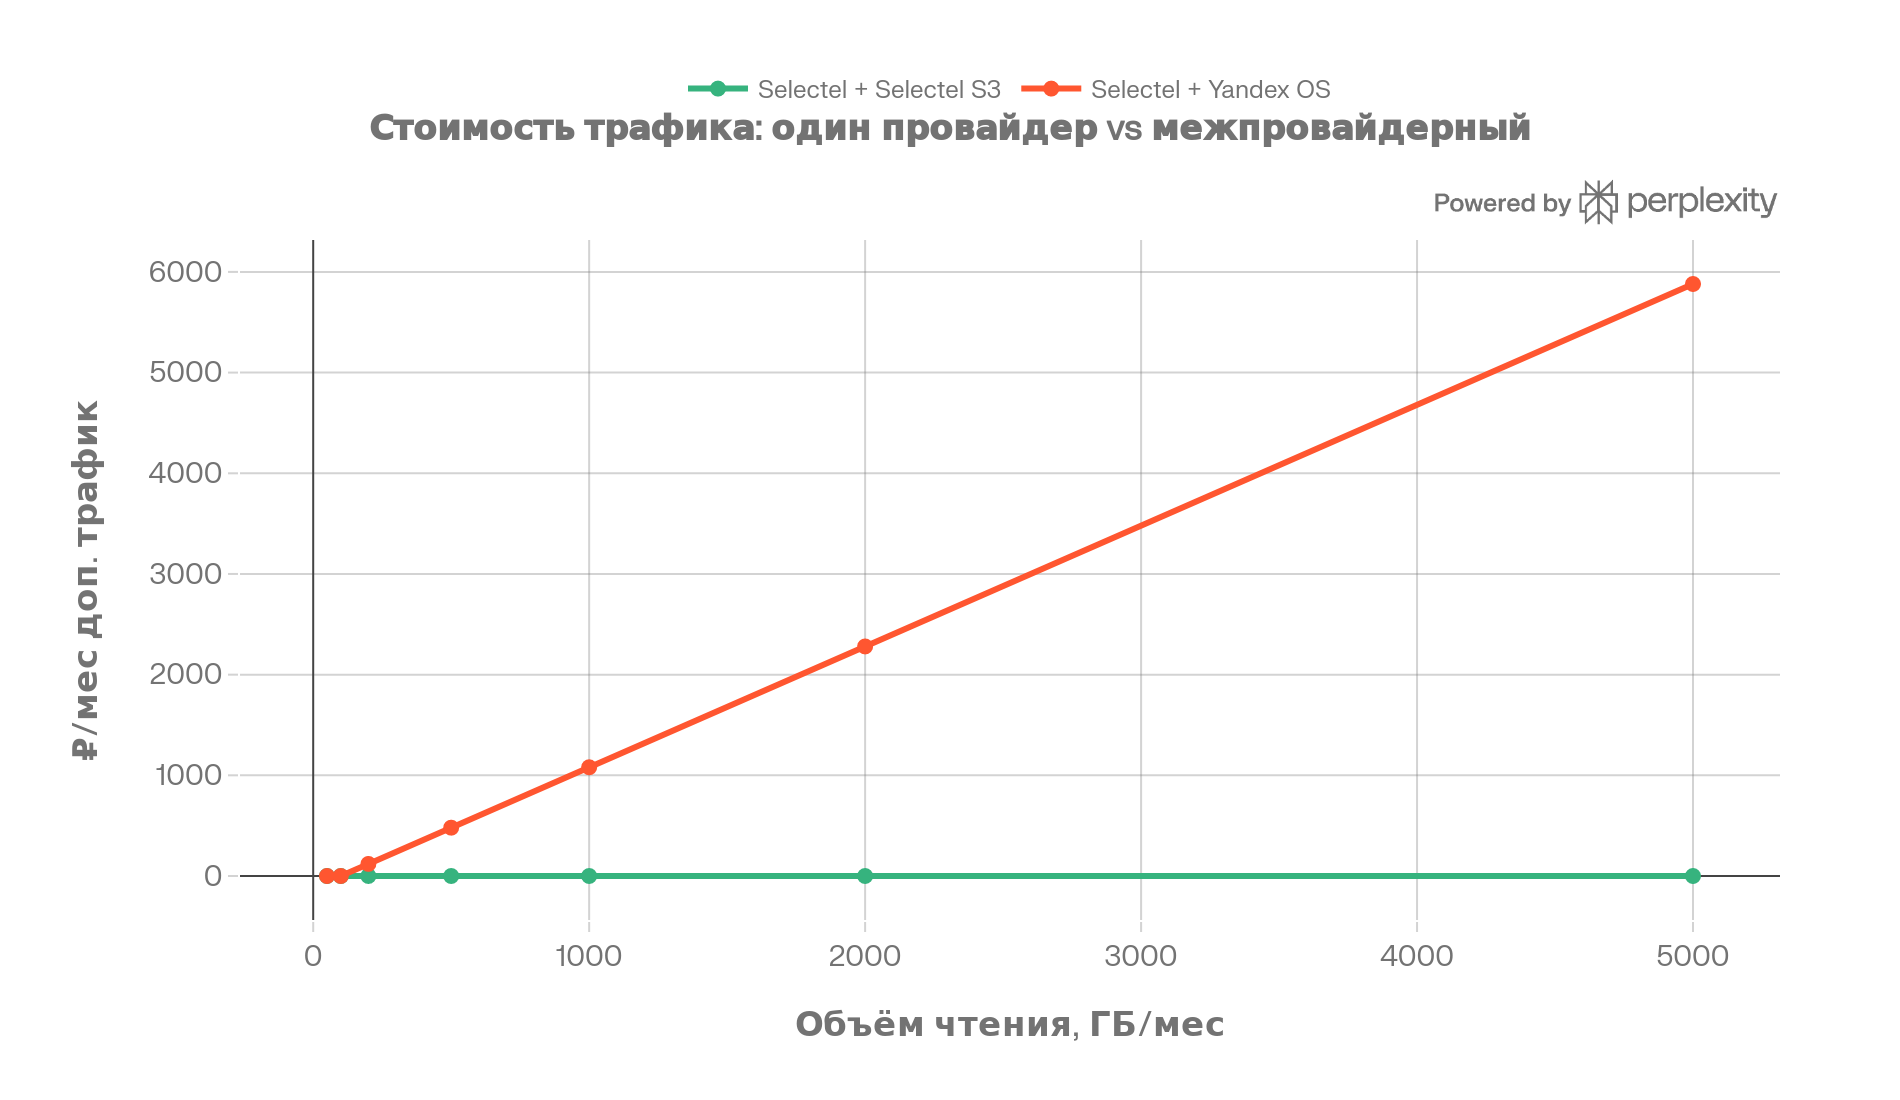 Selectel + Selectel S3 Selectel + Yandex OS
Стоимость трафика: один провайдер vs межпровайдерный
Powered by perplexity
₽/мес доп. трафик
6000
5000
4000
3000
2000
1000
0
0 1000 2000 3000 4000 5000
Объём чтения, ГБ/мес